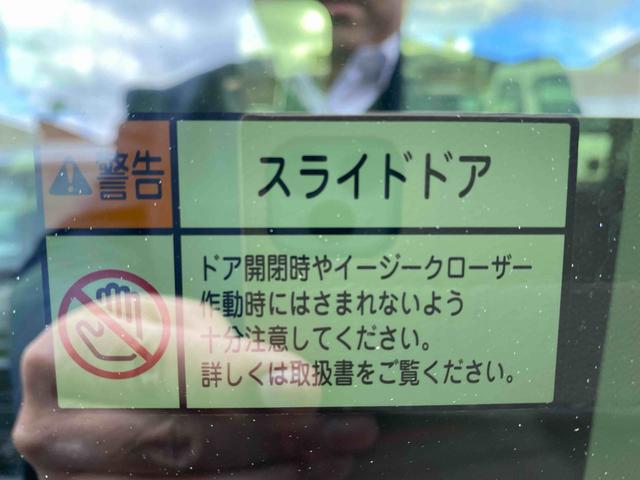 警告
スライドドア
ドア開閉時やイージークローザー
作動時にはさまれないよう
十分注意してください。
詳しくは取扱書をご覧ください。